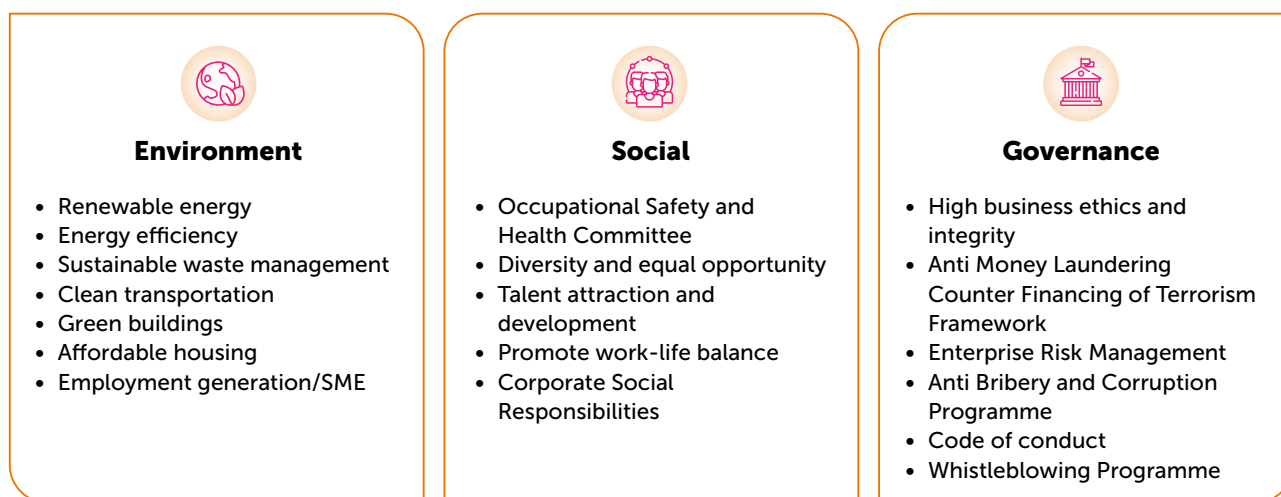 Environment
• Renewable energy
• Energy efficiency
• Sustainable waste management
• Clean transportation
• Green buildings
• Affordable housing
• Employment generation/SME
Social
• Occupational Safety and
Health Committee
• Diversity and equal opportunity
• Talent attraction and
development
• Promote work-life balance
• Corporate Social
Responsibilities
Governance
• High business ethics and
integrity
• Anti Money Laundering
Counter Financing of Terrorism
Framework
• Enterprise Risk Management
• Anti Bribery and Corruption
Programme
• Code of conduct
• Whistleblowing Programme